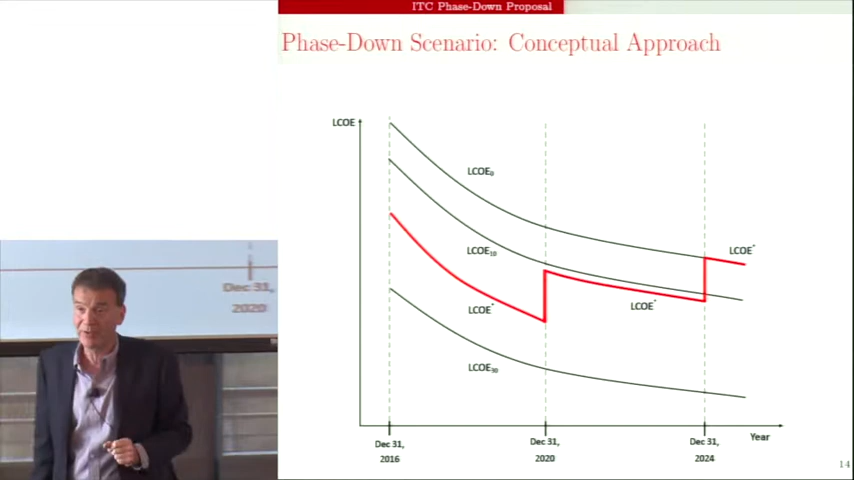 ITC Phase-Down Proposal
Phase-Down Scenario: Conceptual Approach
LCOE
LCOE₀
LCOE₁₀
LCOE*
LCOE*
LCOE*
LCOE₃₀
Dec 31,
2016
Dec 31,
2020
Dec 31,
2024
Year
14
Dec 31,
2020